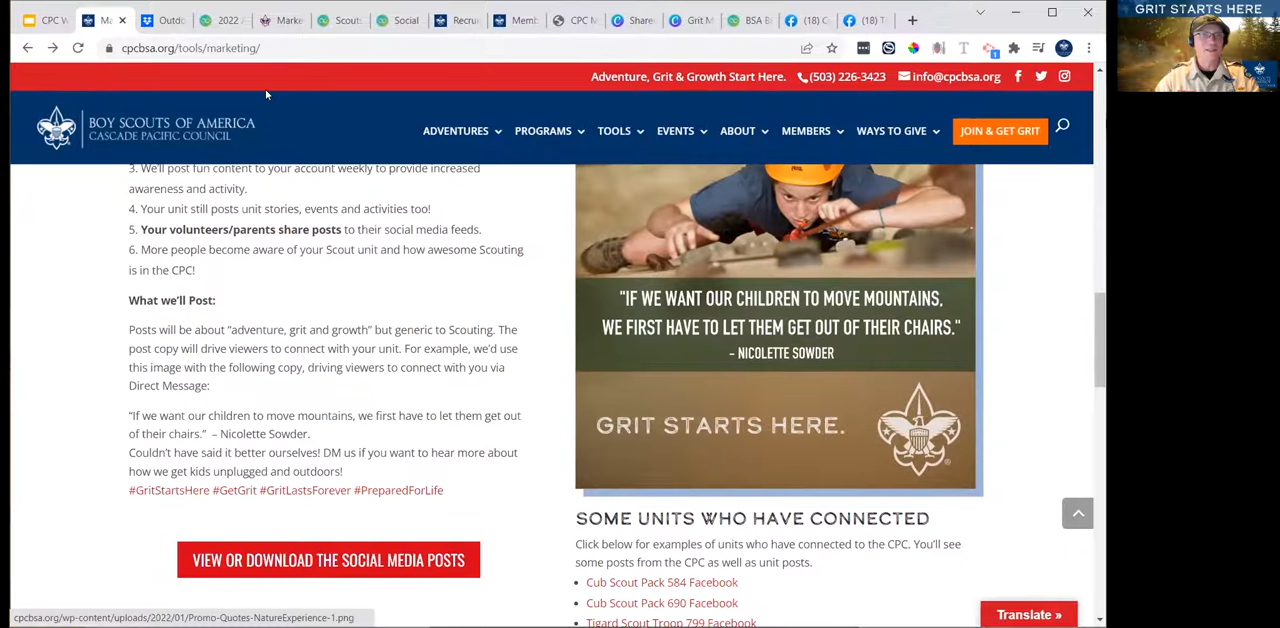 CPC W
Ma
Outdo
2022 /
Marke
Scouts
Social
Recru
Memb
CPC M
Share
Grit M
BSA B
(18) C
(18) T
cpcbsa.org/tools/marketing/
GRIT STARTS HERE
Adventure, Grit & Growth Start Here.
(503) 226-3423
info@cpcbsa.org
BOY SCOUTS OF AMERICA
CASCADE PACIFIC COUNCIL
ADVENTURES
PROGRAMS
TOOLS
EVENTS
ABOUT
MEMBERS
WAYS TO GIVE
JOIN & GET GRIT
3. We'll post fun content to your account weekly to provide increased
awareness and activity.
4. Your unit still posts unit stories, events and activities too!
5. Your volunteers/parents share posts to their social media feeds.
6. More people become aware of your Scout unit and how awesome Scouting
is in the CPC!
What we'll Post:
Posts will be about "adventure, grit and growth" but generic to Scouting. The
post copy will drive viewers to connect with your unit. For example, we'd use
this image with the following copy, driving viewers to connect with you via
Direct Message:
"If we want our children to move mountains, we first have to let them get out
of their chairs." – Nicolette Sowder.
Couldn't have said it better ourselves! DM us if you want to hear more about
how we get kids unplugged and outdoors!
#GritStartsHere #GetGrit #GritLastsForever #PreparedForLife
VIEW OR DOWNLOAD THE SOCIAL MEDIA POSTS
"IF WE WANT OUR CHILDREN TO MOVE MOUNTAINS,
WE FIRST HAVE TO LET THEM GET OUT OF THEIR CHAIRS."
- NICOLETTE SOWDER
GRIT STARTS HERE.
SOME UNITS WHO HAVE CONNECTED
Click below for examples of units who have connected to the CPC. You'll see
some posts from the CPC as well as unit posts.
• Cub Scout Pack 584 Facebook
• Cub Scout Pack 690 Facebook
• Tigard Scout Troop 799 Facebook
Translate »
cpcbsa.org/wp-content/uploads/2022/01/Promo-Quotes-NatureExperience-1.png